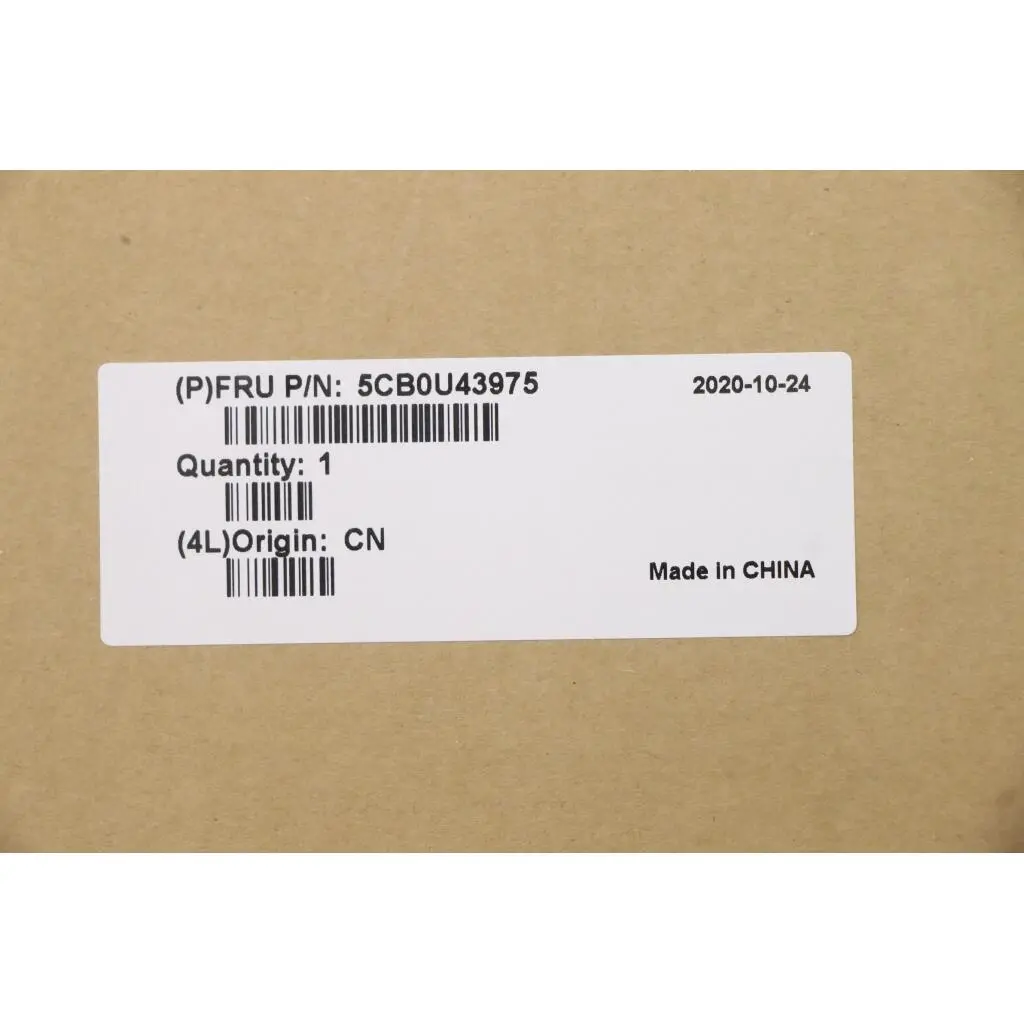 (P)FRU P/N: 5CB0U43975 2020-10-24
Quantity: 1
(4L)Origin: CN
Made in CHINA